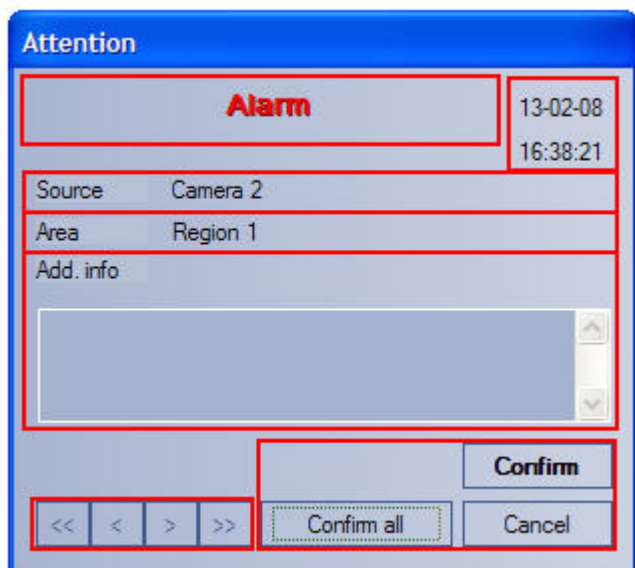 Attention
Alarm
13-02-08
16:38:21
Source Camera 2
Area Region 1
Add. info
Confirm
<< < > >> Confirm all Cancel